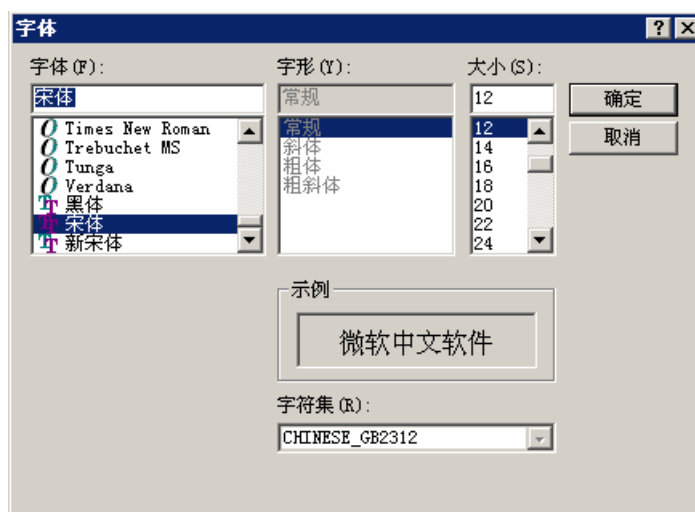 字体
字体(F):
宋体
Times New Roman
Trebuchet MS
Tunga
Verdana
黑体
宋体
新宋体
字形(Y):
常规
常规
斜体
粗体
粗斜体
大小(S):
12
12
14
16
18
20
22
24
确定
取消
示例
微软中文软件
字符集(R):
CHINESE_GB2312